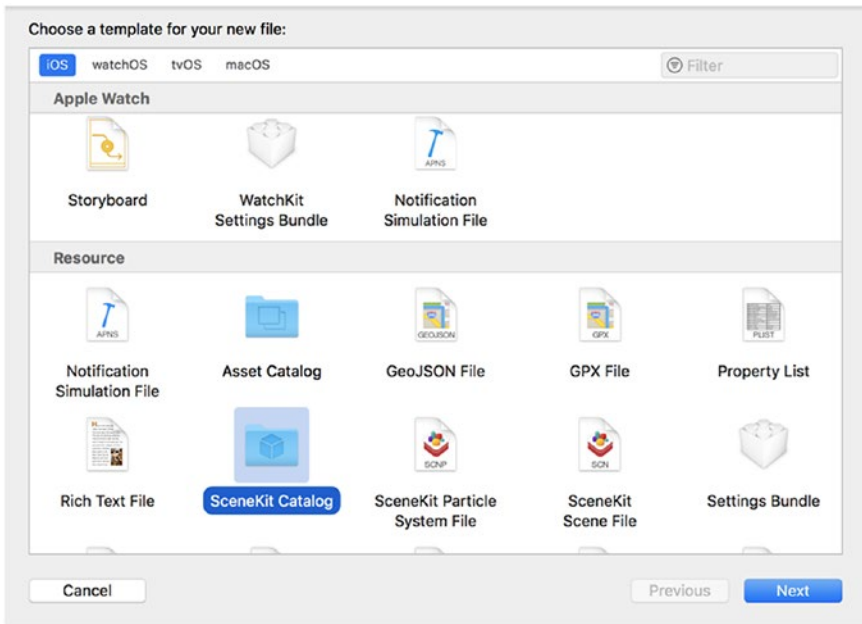 Choose a template for your new file:
iOS watchOS tvOS macOS Filter
Apple Watch
Storyboard WatchKit Notification
Settings Bundle Simulation File
APNS
Resource
APNS GEOJSON GPX PLIST
Notification Asset Catalog GeoJSON File GPX File Property List
Simulation File
SCNP SCN
Rich Text File SceneKit Catalog SceneKit Particle SceneKit Settings Bundle
System File Scene File
Cancel Previous Next